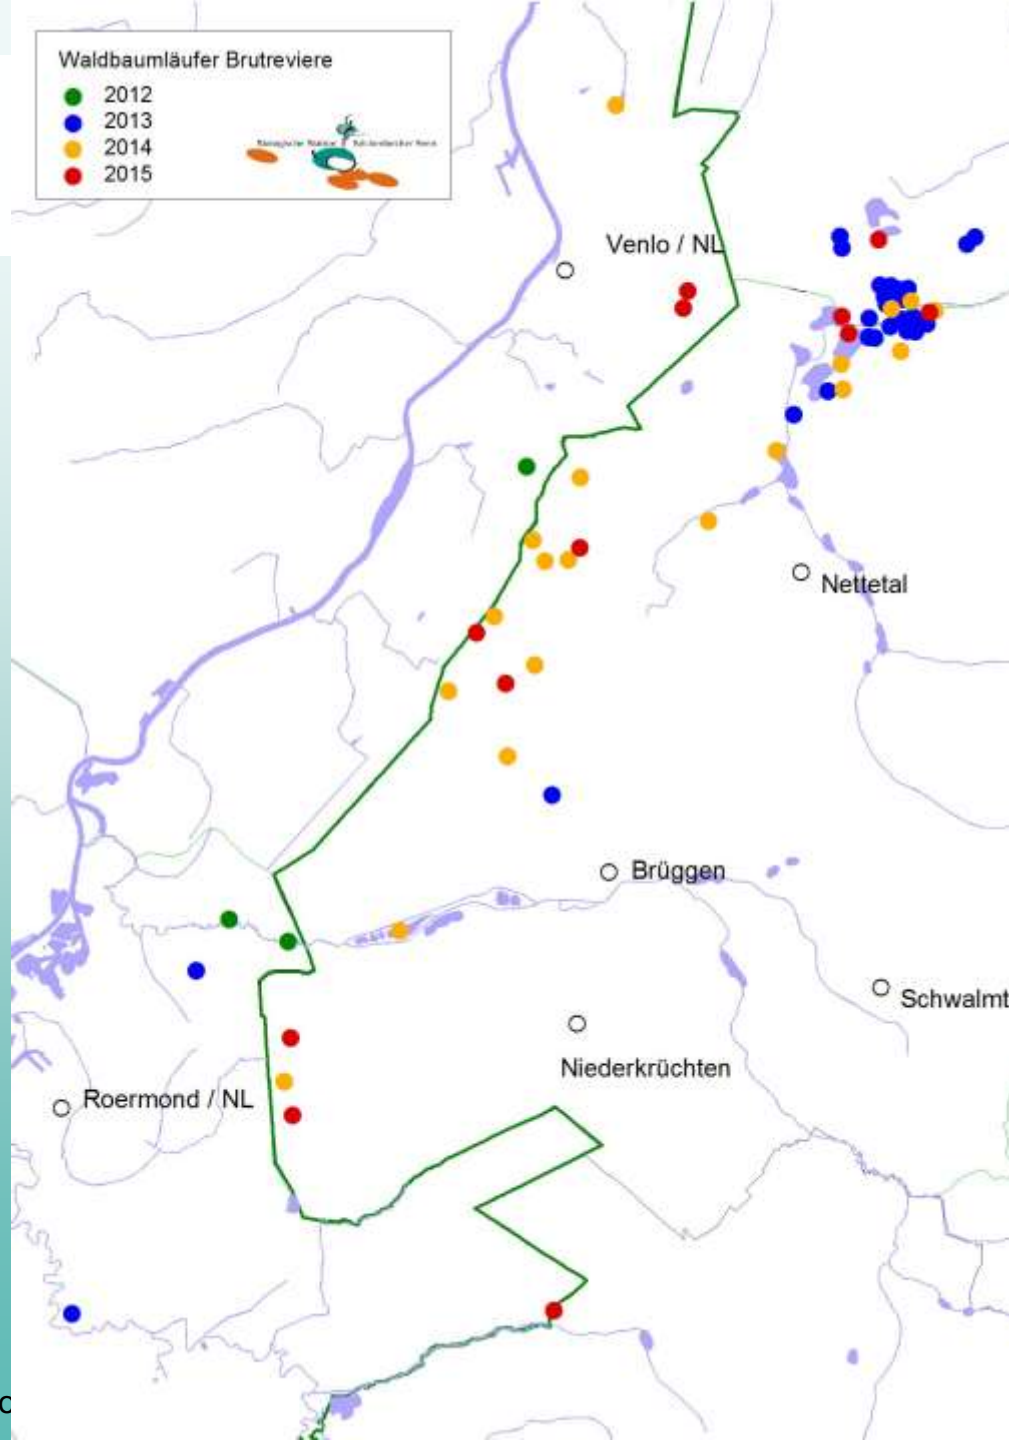 Waldbaumläufer Brutreviere
2012
2013
2014
2015
Venlo / NL
Nettetal
Brüggen
Schwalmt
Niederkrüchten
Roermond / NL